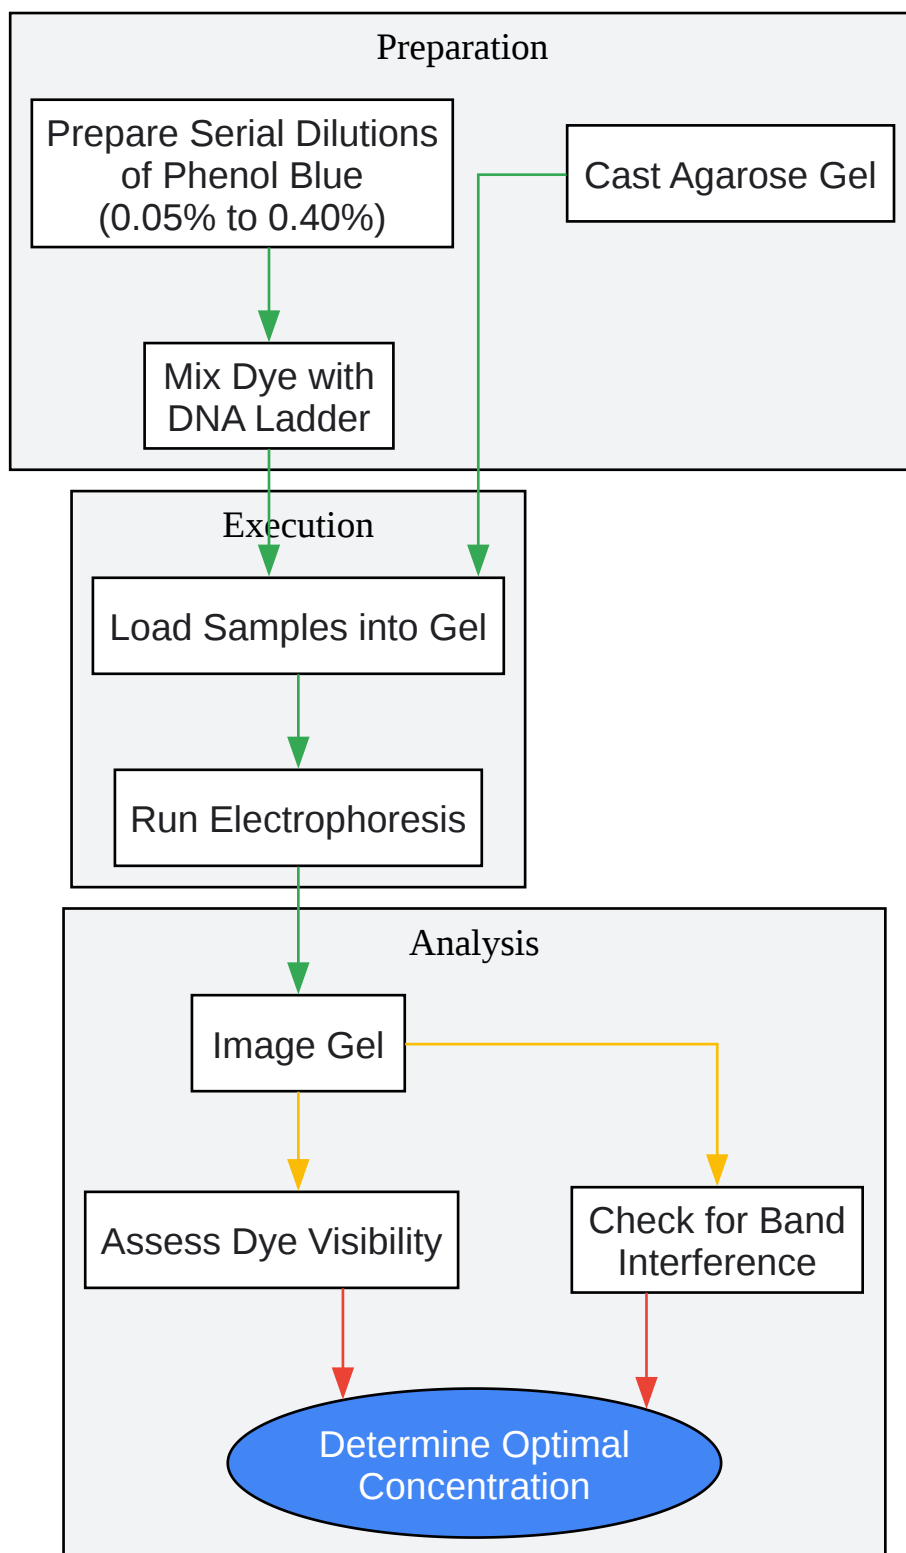 Preparation
Prepare Serial Dilutions
of Phenol Blue
(0.05% to 0.40%)
Cast Agarose Gel
Mix Dye with
DNA Ladder
Execution
Load Samples into Gel
Run Electrophoresis
Analysis
Image Gel
Assess Dye Visibility
Check for Band
Interference
Determine Optimal
Concentration